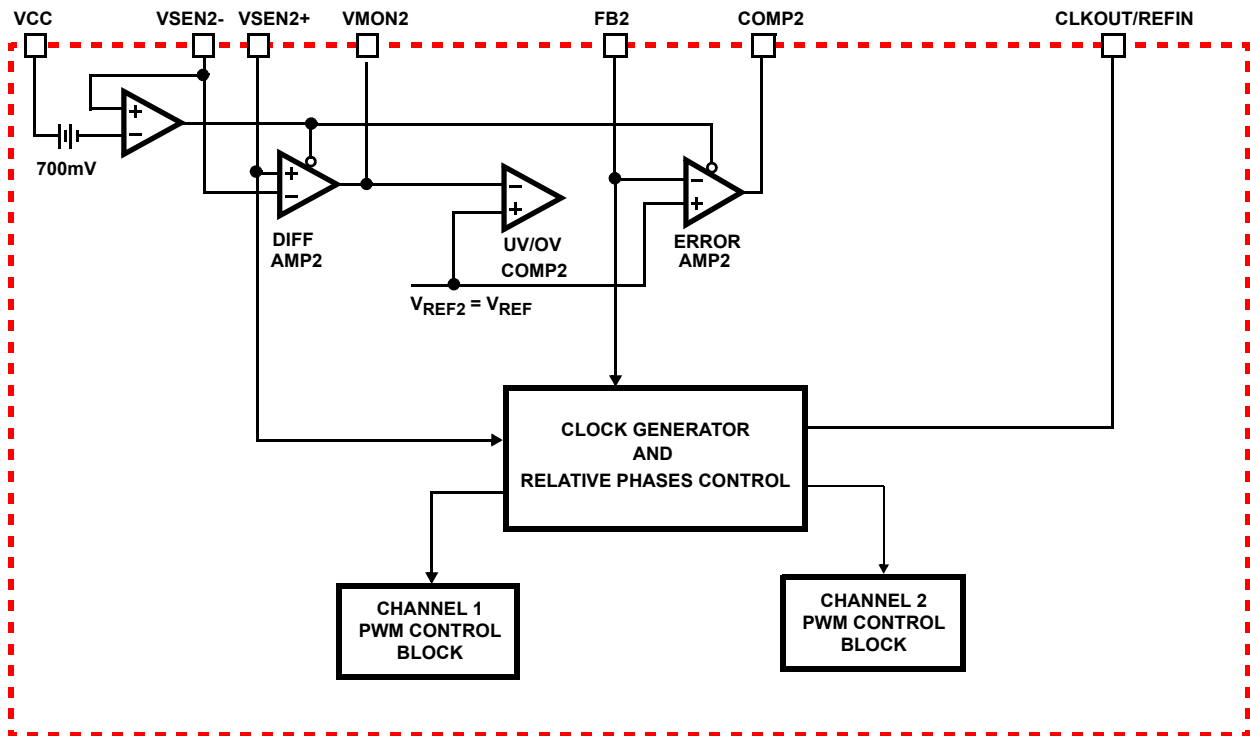 VCC VSEN2- VSEN2+ VMON2 FB2 COMP2 CLKOUT/REFIN
+
−
700mV
+
−
DIFF
AMP2
−
+
UV/OV
COMP2
−
+
ERROR
AMP2
VREF2 = VREF
CLOCK GENERATOR
AND
RELATIVE PHASES CONTROL
CHANNEL 1
PWM CONTROL
BLOCK
CHANNEL 2
PWM CONTROL
BLOCK